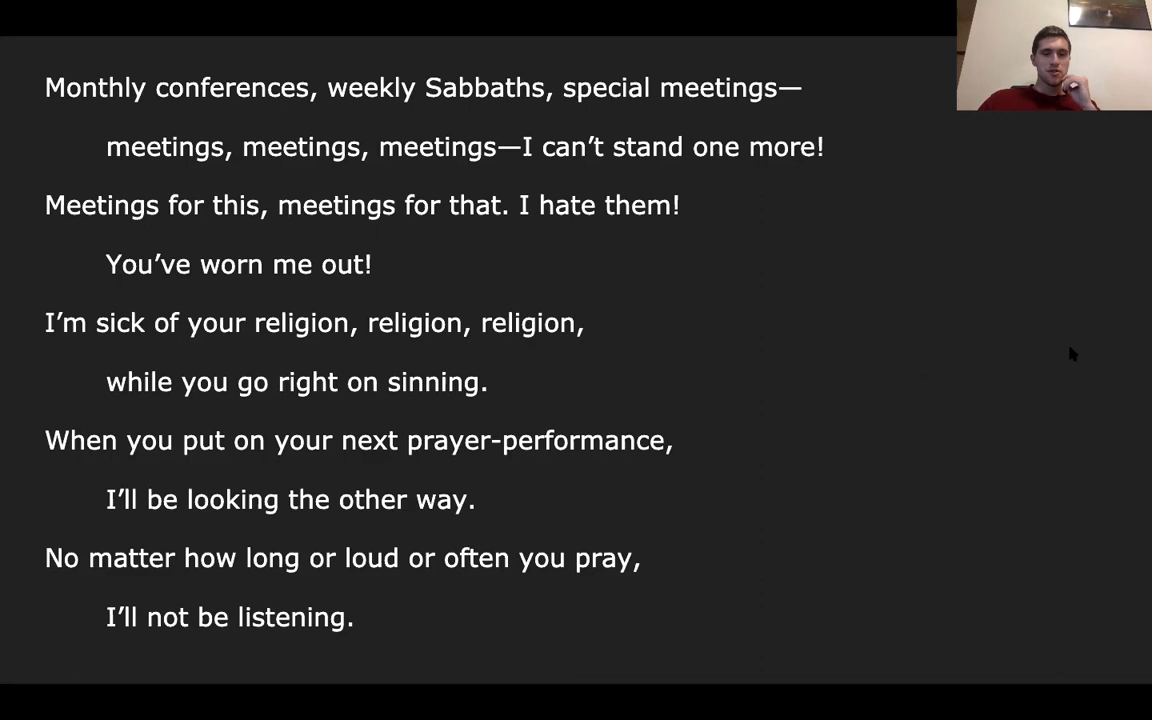 Monthly conferences, weekly Sabbaths, special meetings—
meetings, meetings, meetings—I can’t stand one more!
Meetings for this, meetings for that. I hate them!
You’ve worn me out!
I’m sick of your religion, religion, religion,
while you go right on sinning.
When you put on your next prayer-performance,
I’ll be looking the other way.
No matter how long or loud or often you pray,
I’ll not be listening.